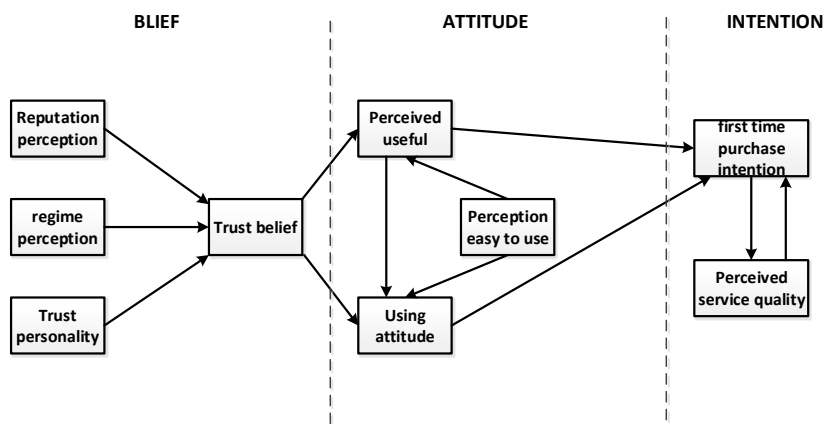 BLIEF
ATTITUDE
INTENTION
Reputation
perception
regime
perception
Trust
personality
Trust belief
Perceived
useful
Perception
easy to use
Using
attitude
first time
purchase
intention
Perceived
service quality